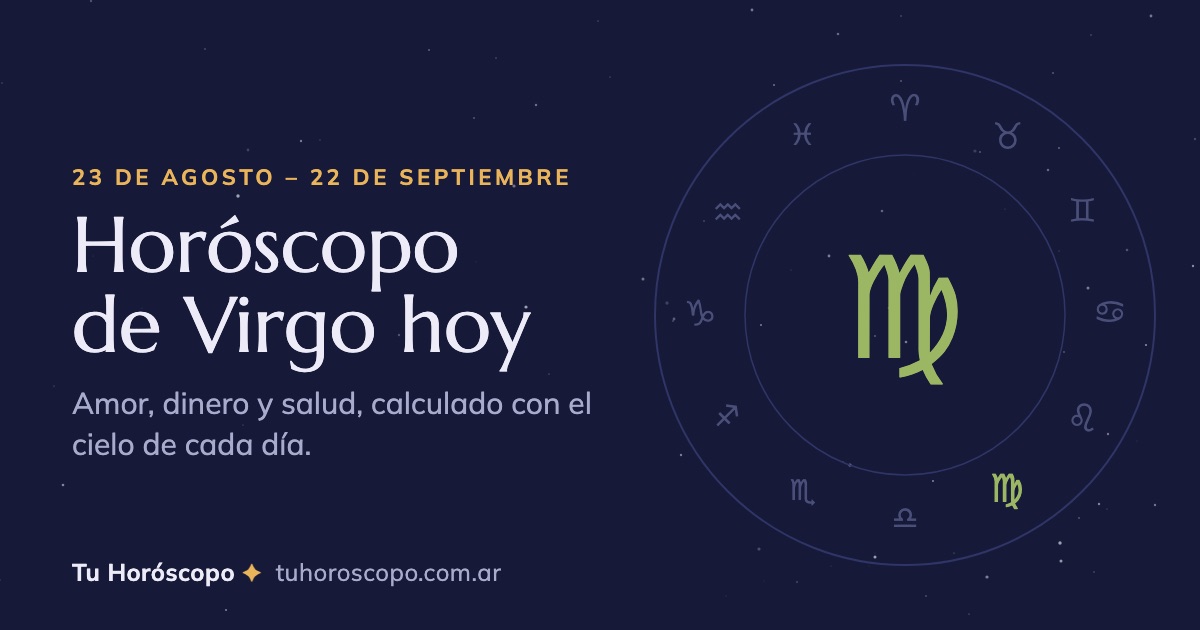 23 DE AGOSTO – 22 DE SEPTIEMBRE
Horóscopo
de Virgo hoy
Amor, dinero y salud, calculado con el
cielo de cada día.
Tu Horóscopo ✦ tuhoroscopo.com.ar